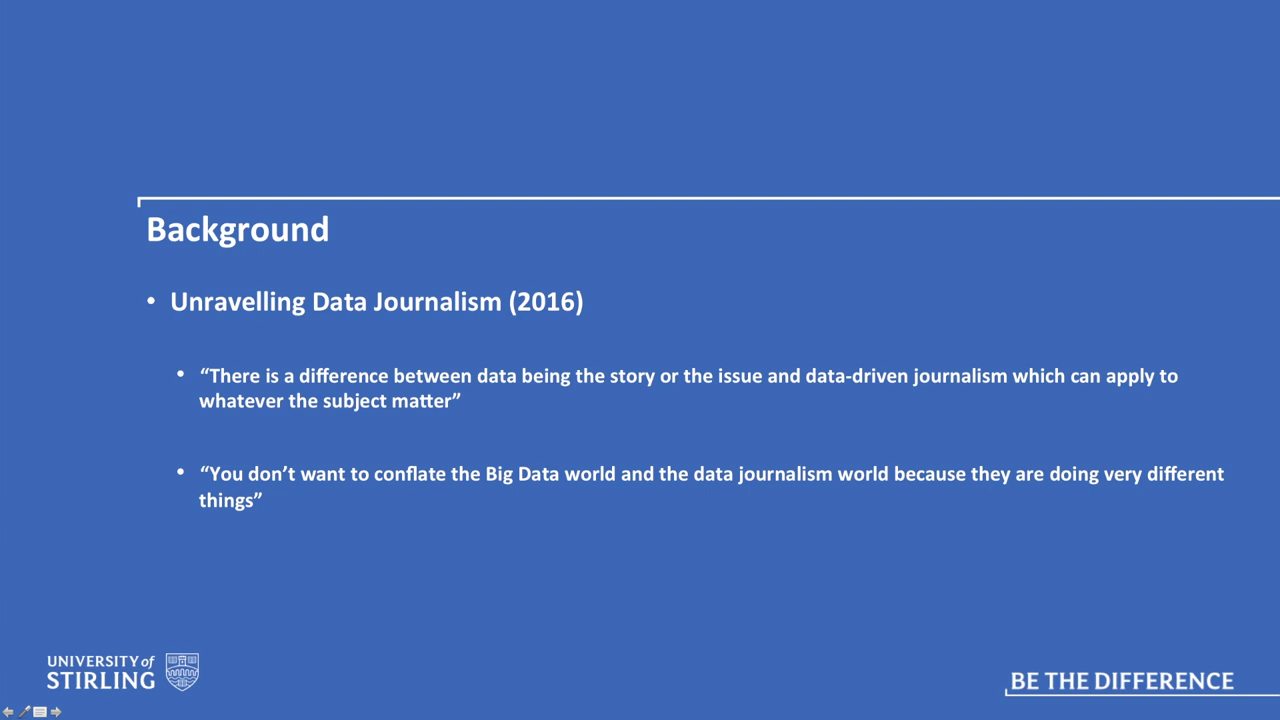 Background
• Unravelling Data Journalism (2016)
• “There is a difference between data being the story or the issue and data-driven journalism which can apply to
whatever the subject matter”
• “You don’t want to conflate the Big Data world and the data journalism world because they are doing very different
things”
UNIVERSITY of
STIRLING
BE THE DIFFERENCE